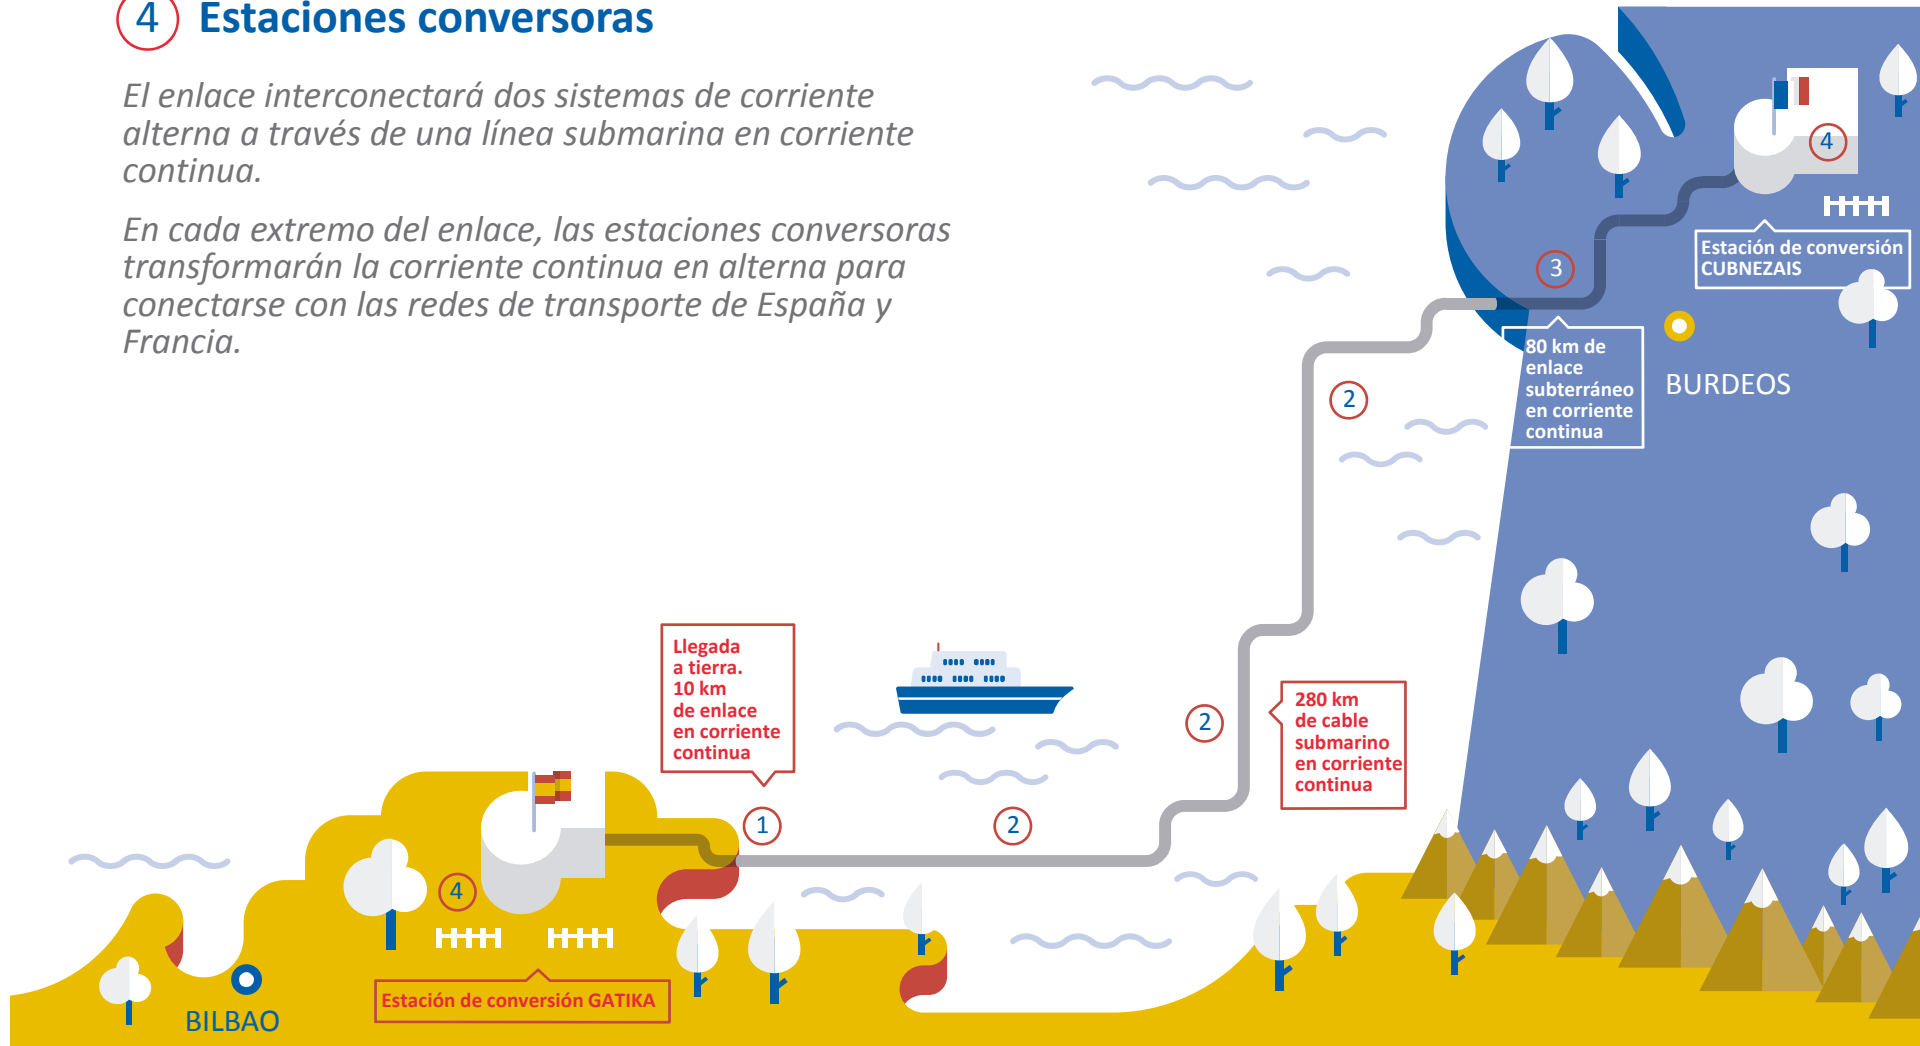 4 Estaciones conversoras
El enlace interconectará dos sistemas de corriente
alterna a través de una línea submarina en corriente
continua.
En cada extremo del enlace, las estaciones conversoras
transformarán la corriente continua en alterna para
conectarse con las redes de transporte de España y
Francia.
4
Estación de conversión
CUBNEZAIS
3
80 km de
enlace
subterráneo
en corriente
continua
BURDEOS
2
Llegada
a tierra.
10 km
de enlace
en corriente
continua
2
280 km
de cable
submarino
en corriente
continua
1
2
4
Estación de conversión GATIKA
BILBAO